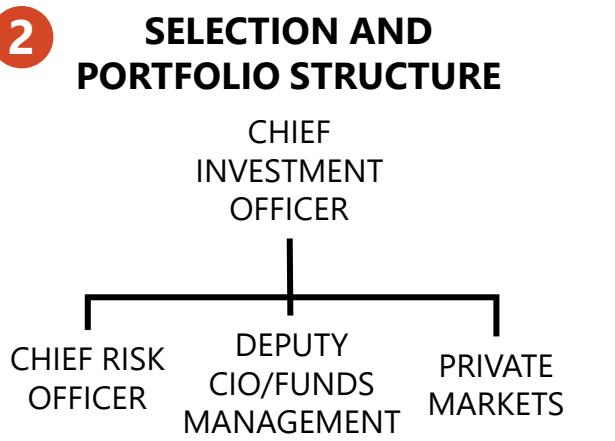 2
SELECTION AND
PORTFOLIO STRUCTURE
CHIEF
INVESTMENT
OFFICER
CHIEF RISK
OFFICER
DEPUTY
CIO/FUNDS
MANAGEMENT
PRIVATE
MARKETS